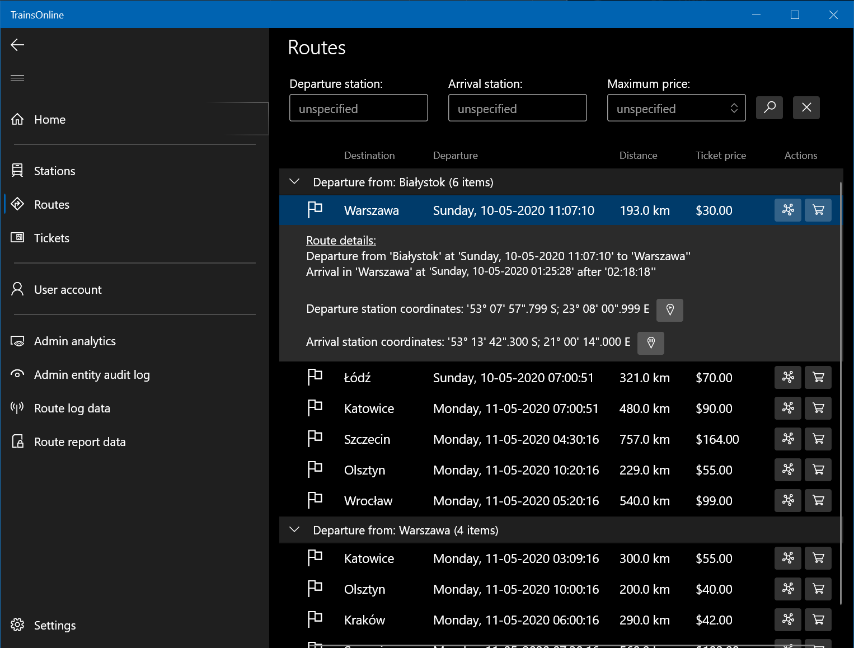 TrainsOnline
Home
Stations
Routes
Tickets
User account
Admin analytics
Admin entity audit log
Route log data
Route report data
Settings
Routes
Departure station: Arrival station: Maximum price:
unspecified unspecified unspecified
Destination Departure Distance Ticket price Actions
Departure from: Białystok (6 items)
Warszawa Sunday, 10-05-2020 11:07:10 193.0 km $30.00
Route details:
Departure from 'Białystok' at 'Sunday, 10-05-2020 11:07:10' to 'Warszawa''
Arrival in 'Warszawa' at 'Sunday, 10-05-2020 01:25:28' after '02:18:18''
Departure station coordinates: '53° 07' 57".799 S; 23° 08' 00".999 E
Arrival station coordinates: '53° 13' 42".300 S; 21° 00' 14".000 E
Łódź Sunday, 10-05-2020 07:00:51 321.0 km $70.00
Katowice Monday, 11-05-2020 07:00:51 480.0 km $90.00
Szczecin Monday, 11-05-2020 04:30:16 757.0 km $164.00
Olsztyn Monday, 11-05-2020 10:20:16 229.0 km $55.00
Wrocław Monday, 11-05-2020 05:20:16 540.0 km $99.00
Departure from: Warszawa (4 items)
Katowice Monday, 11-05-2020 03:09:16 300.0 km $55.00
Olsztyn Monday, 11-05-2020 10:00:16 200.0 km $40.00
Kraków Monday, 11-05-2020 06:00:16 290.0 km $42.00